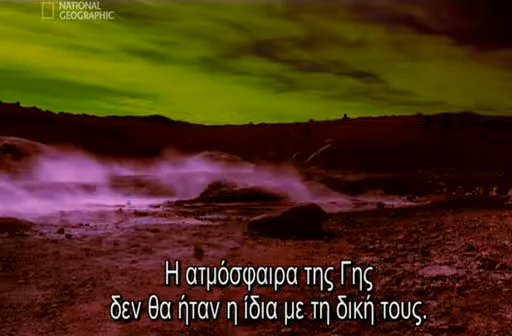 NATIONAL
GEOGRAPHIC
Η ατμόσφαιρα της Γης
δεν θα ήταν η ίδια με τη δική τους.